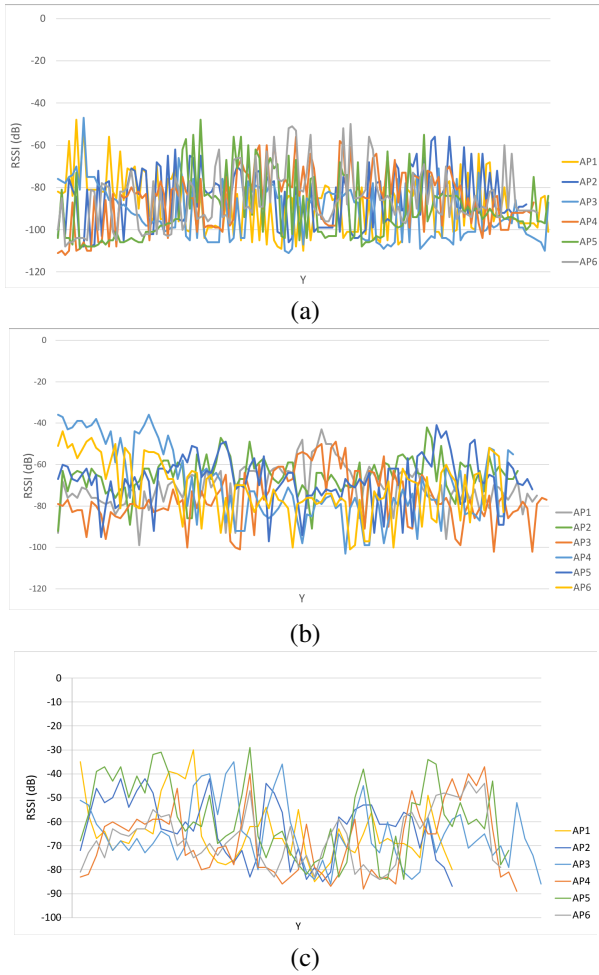 0
-20
-40
-60
-80
-100
-120
RSSI (dB)
Y
AP1
AP2
AP3
AP4
AP5
AP6
(a)
0
-20
-40
-60
-80
-100
-120
RSSI (dB)
Y
AP1
AP2
AP3
AP4
AP5
AP6
(b)
0
-10
-20
-30
-40
-50
-60
-70
-80
-90
-100
RSSI (dB)
Y
AP1
AP2
AP3
AP4
AP5
AP6
(c)